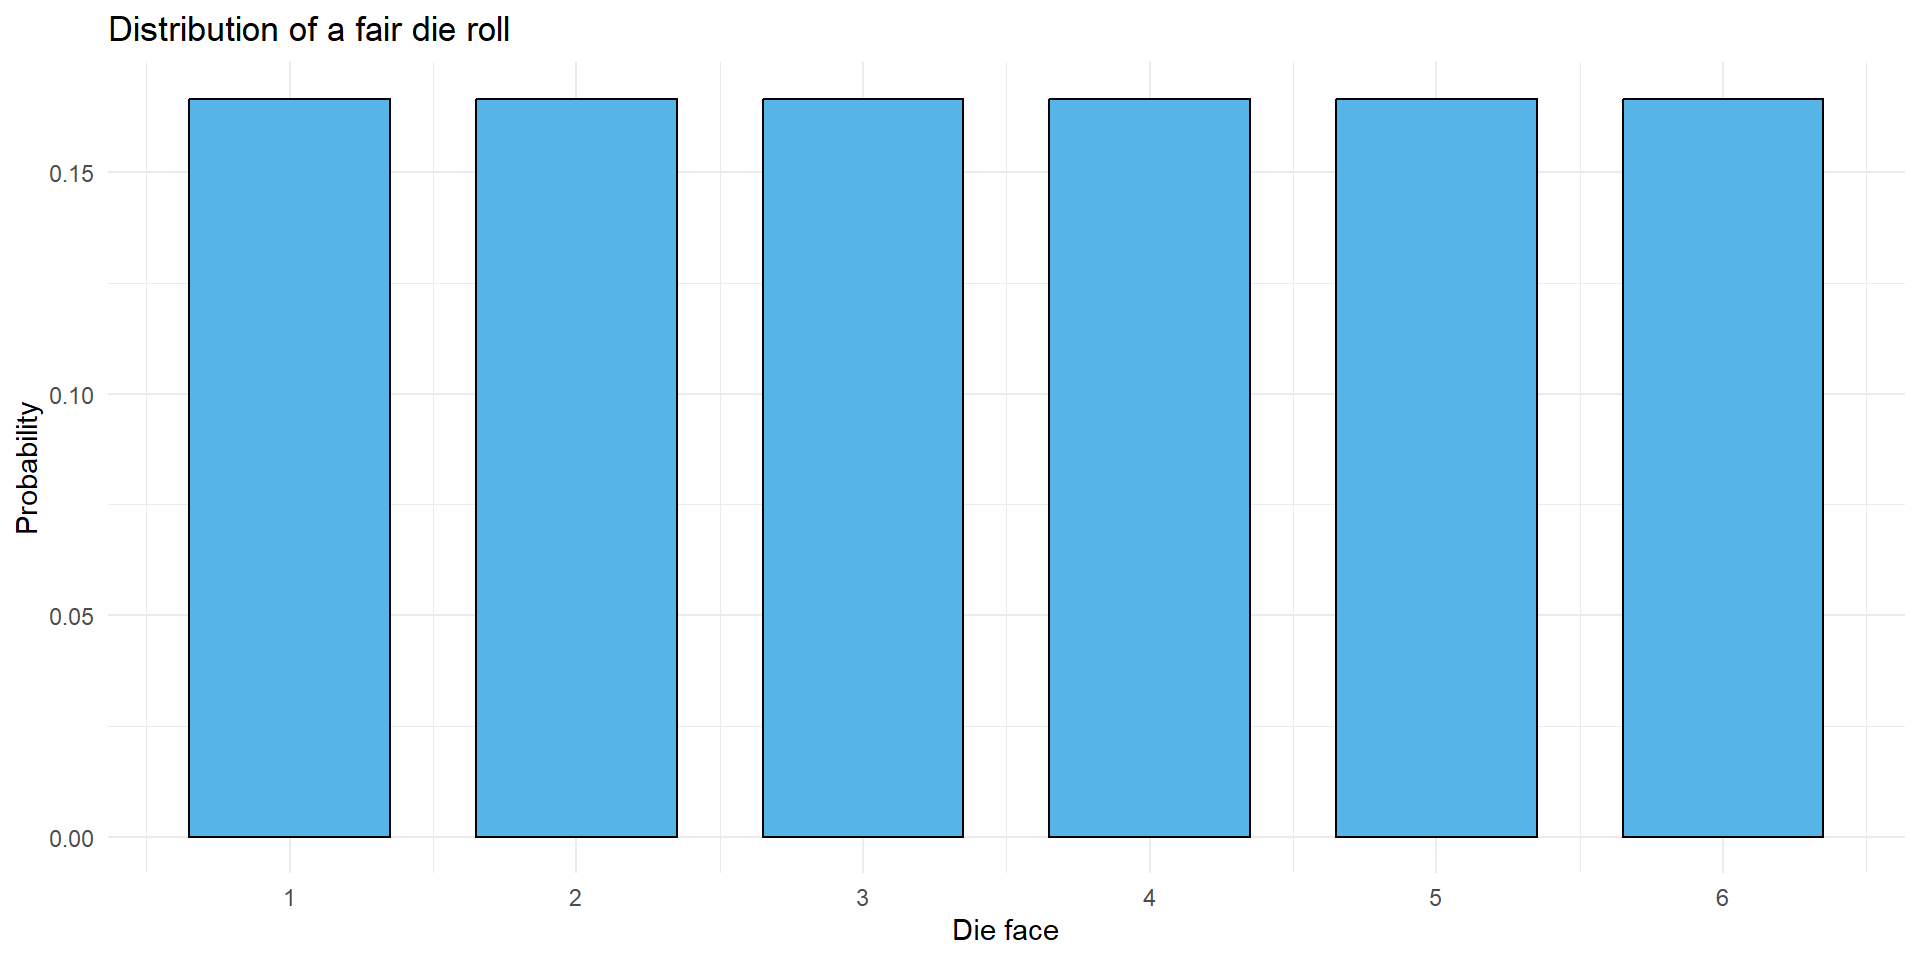 Distribution of a fair die roll
Probability
0.15
0.10
0.05
0.00
1 2 3 4 5 6
Die face